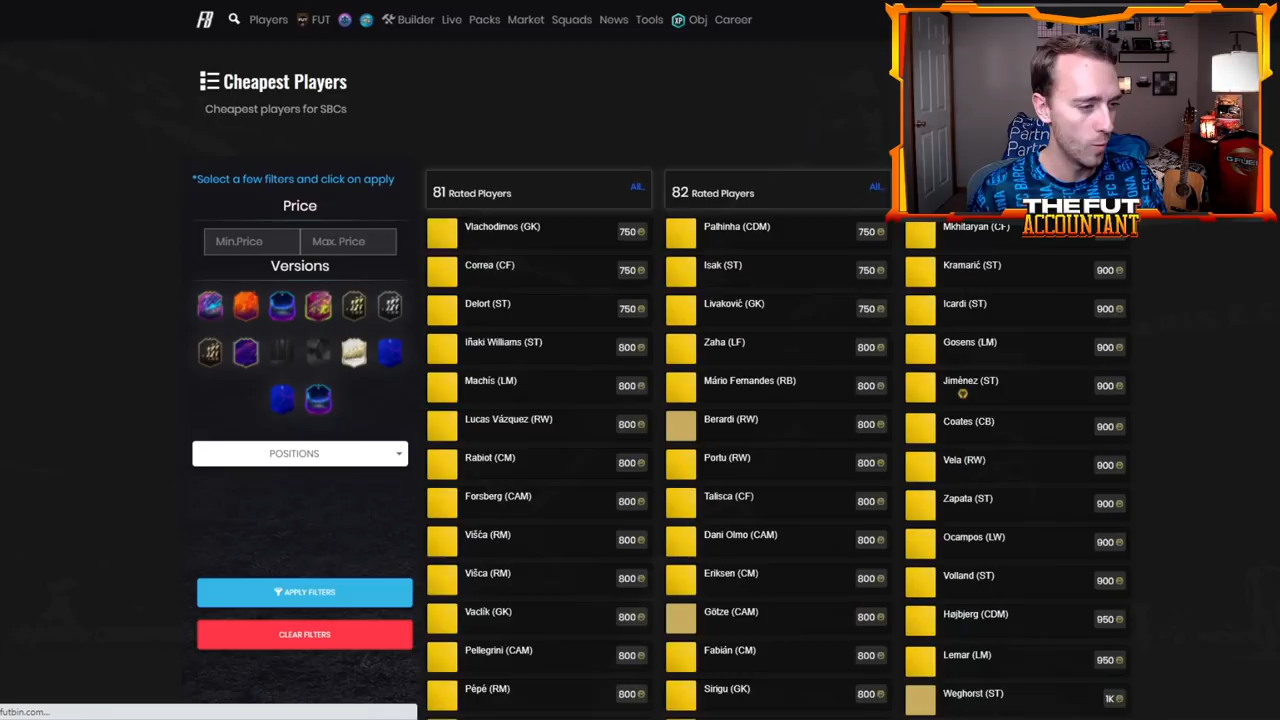 FB Players FUT Builder Live Packs Market Squads News Tools XP Obj Career
Cheapest Players
Cheapest players for SBCs
*Select a few filters and click on apply
Price
Min.Price Max. Price
Versions
POSITIONS
APPLY FILTERS
CLEAR FILTERS
futbin.com...
81 Rated Players All..
Vlachodimos (GK) 750
Correa (CF) 750
Delort (ST) 750
Iñaki Williams (ST) 800
Machís (LM) 800
Lucas Vázquez (RW) 800
Rabiot (CM) 800
Forsberg (CAM) 800
Višća (RM) 800
Višca (RM) 800
Vaclík (GK) 800
Pellegrini (CAM) 800
Pépé (RM) 800
82 Rated Players All..
Palhinha (CDM) 750
Isak (ST) 750
Livaković (GK) 750
Zaha (LF) 800
Mário Fernandes (RB) 800
Berardi (RW) 800
Portu (RW) 800
Talisca (CF) 800
Dani Olmo (CAM) 800
Eriksen (CM) 800
Götze (CAM) 800
Fabián (CM) 800
Sirigu (GK) 800
Mkhitaryan (CF) 900
Kramarić (ST) 900
Icardi (ST) 900
Gosens (LM) 900
Jiménez (ST) 900
Coates (CB) 900
Vela (RW) 900
Zapata (ST) 900
Ocampos (LW) 900
Volland (ST) 900
Højbjerg (CDM) 950
Lemar (LM) 950
Weghorst (ST) 1K
Partn
Partner
THE FUT
ACCOUNTANT